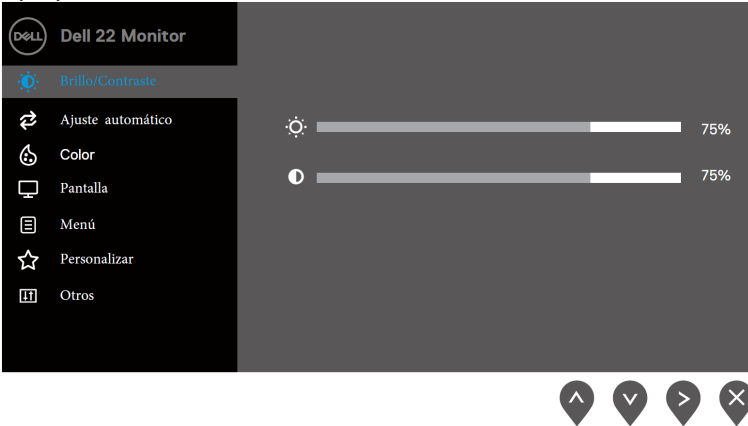 DELL
Dell 22 Monitor
Brillo/Contraste
Ajuste automático
Color
Pantalla
Menú
Personalizar
Otros
75%
75%